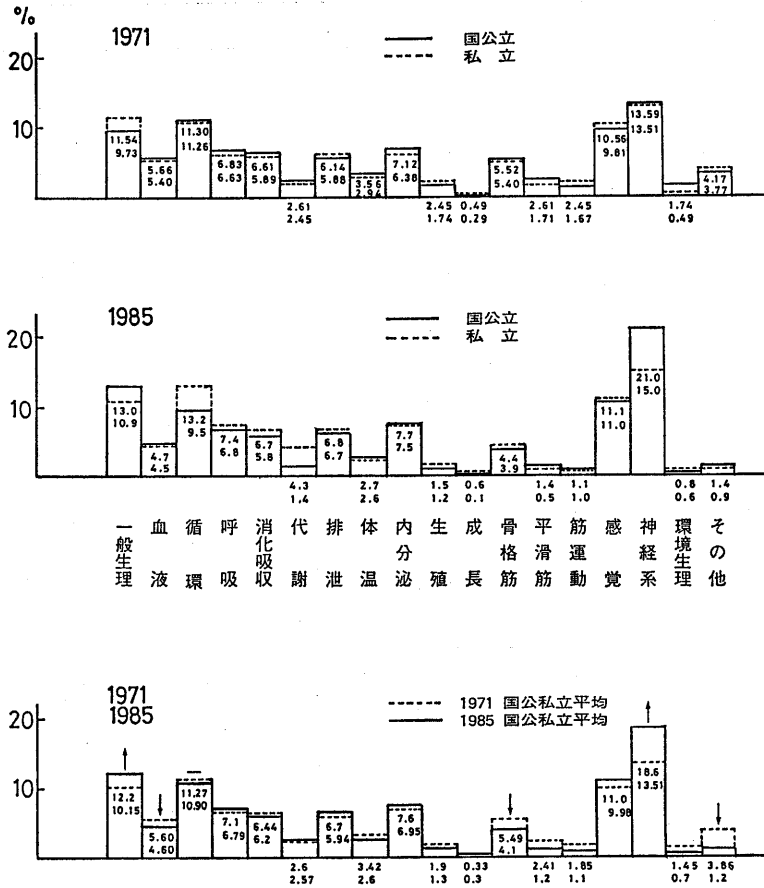 %
1971
国公立
私 立
20
10
11.54 9.73
5.66 5.40
11.30 11.26
6.83 6.63
6.61 5.89
2.61 2.45
6.14 5.88
3.56 2.94
7.12 6.38
2.45 1.74
0.49 0.29
5.52 5.40
2.61 1.71
2.45 1.67
10.56 9.81
13.59 13.51
1.74 0.49
4.17 3.77
1985
国公立
私 立
20
10
13.0 10.9
4.7 4.5
13.2 9.5
7.4 6.8
6.7 5.8
4.3 1.4
6.8 6.7
2.7 2.6
7.7 7.5
1.5 1.2
0.6 0.1
4.4 3.9
1.4 0.5
1.1 1.0
11.1 11.0
21.0 15.0
0.8 0.6
1.4 0.9
一般生理
血液
循環
呼吸
消化吸収
代謝
排泄
体温
内分泌
生殖
成長
骨格筋
平滑筋
筋運動
感覚
神経系
環境生理
その他
1971
1985
1971 国公私立平均
1985 国公私立平均
20
10
12.2 10.15
5.60 4.60
11.27 10.90
7.1 6.79
6.44 6.2
2.6 2.57
6.7 5.94
3.42 2.6
7.6 6.95
1.9 1.3
0.33 0.3
5.49 4.1
2.41 1.2
1.85 1.1
11.0 9.98
18.6 13.51
1.45 0.7
3.86 1.2